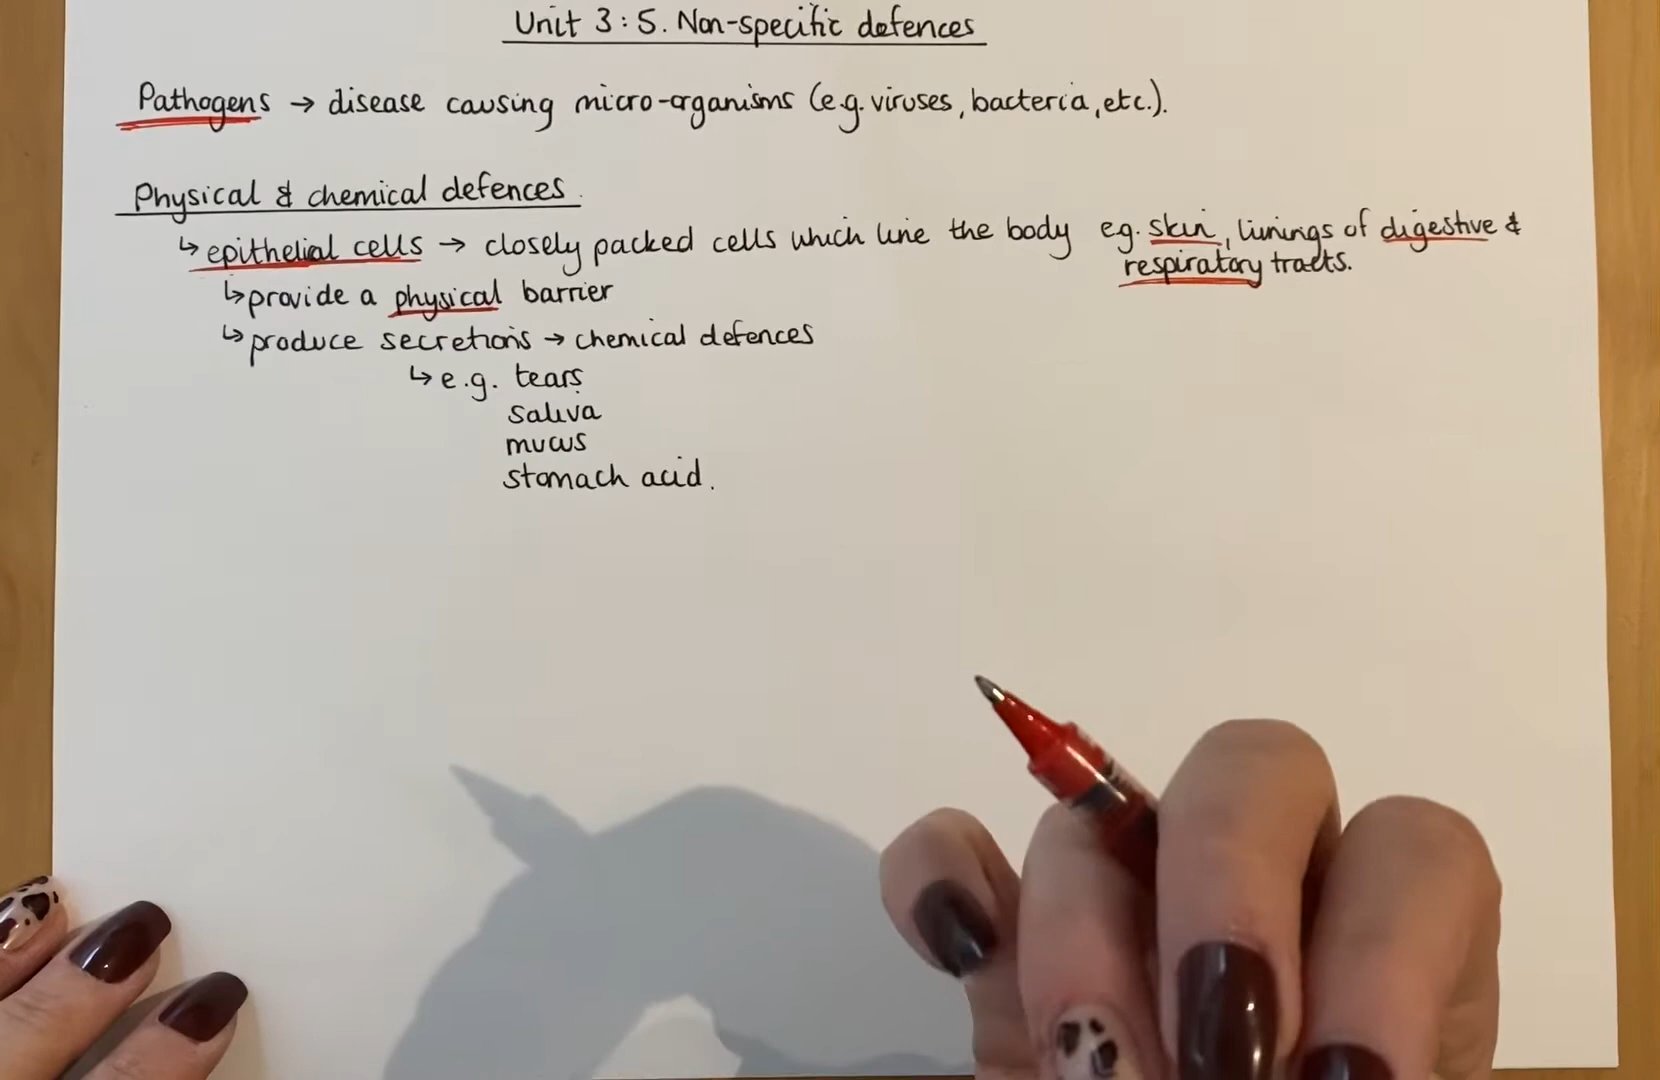 Unit 3: 5. Non-specific defences
Pathogens → disease causing micro-organisms (e.g. viruses, bacteria, etc.).
Physical & chemical defences
↳ epithelial cells → closely packed cells which line the body eg. skin, linings of digestive &
respiratory tracts.
↳ provide a physical barrier
↳ produce secretions → chemical defences
↳ e.g. tears
saliva
mucus
stomach acid.